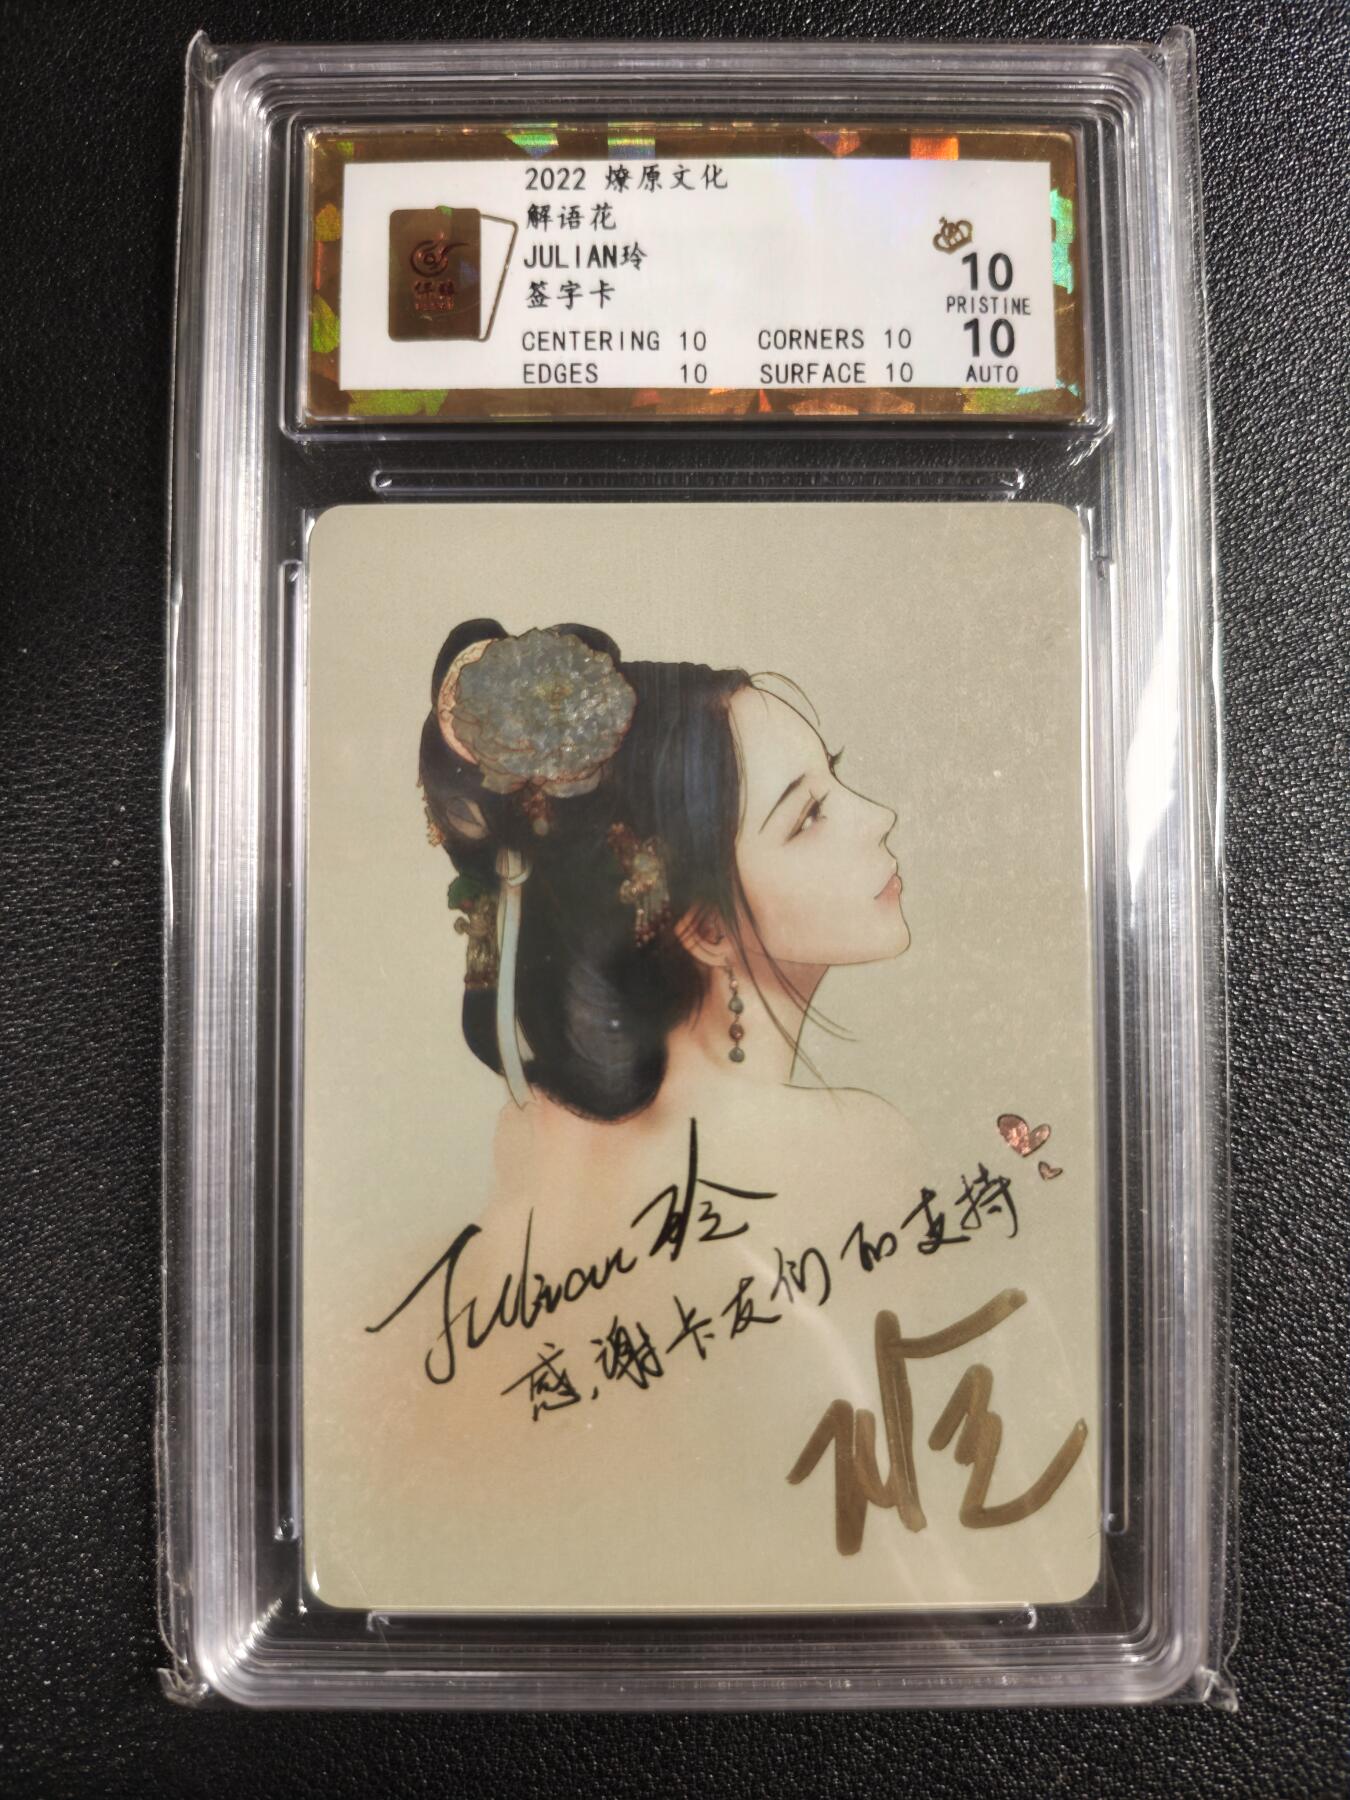 2022 燎原文化
解语花
JULIAN玲
签字卡
CENTERING 10 CORNERS 10
EDGES 10 SURFACE 10
10
PRISTINE
10
AUTO
Julian玲
感谢卡友们的支持
玲